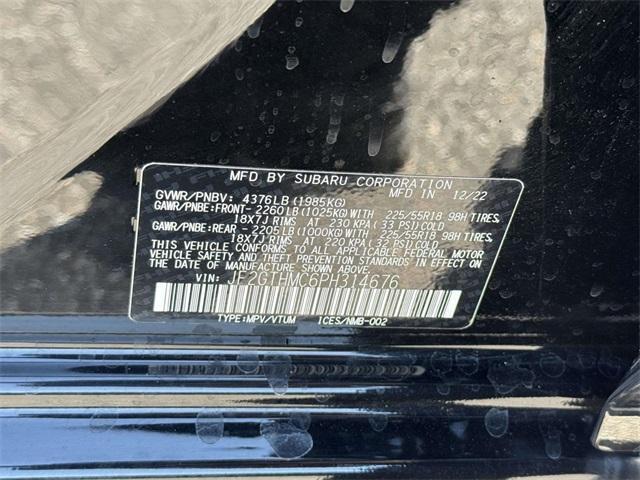 MFD BY SUBARU CORPORATION MFD IN 12/22
GVWR/PNBV: 4376LB (1985KG)
GAWR/PNBE:FRONT-2260LB (1025KG) WITH 225/55R18 98H TIRES,
18X7J RIMS AT 230 KPA (33 PSI) COLD
GAWR/PNBE:REAR -2205LB (1000KG) WITH 225/55R18 98H TIRES,
18X7J RIMS AT 220 KPA (32 PSI) COLD
THIS VEHICLE CONFORMS TO ALL APPLICABLE FEDERAL MOTOR
VEHICLE SAFETY, THEFT PREVENTION STANDARDS IN EFFECT ON
THE DATE OF MANUFACTURE SHOWN ABOVE.
VIN: JF2GTHMC6PH314676
TYPE:MPV/VTUM ICES/NMB-002